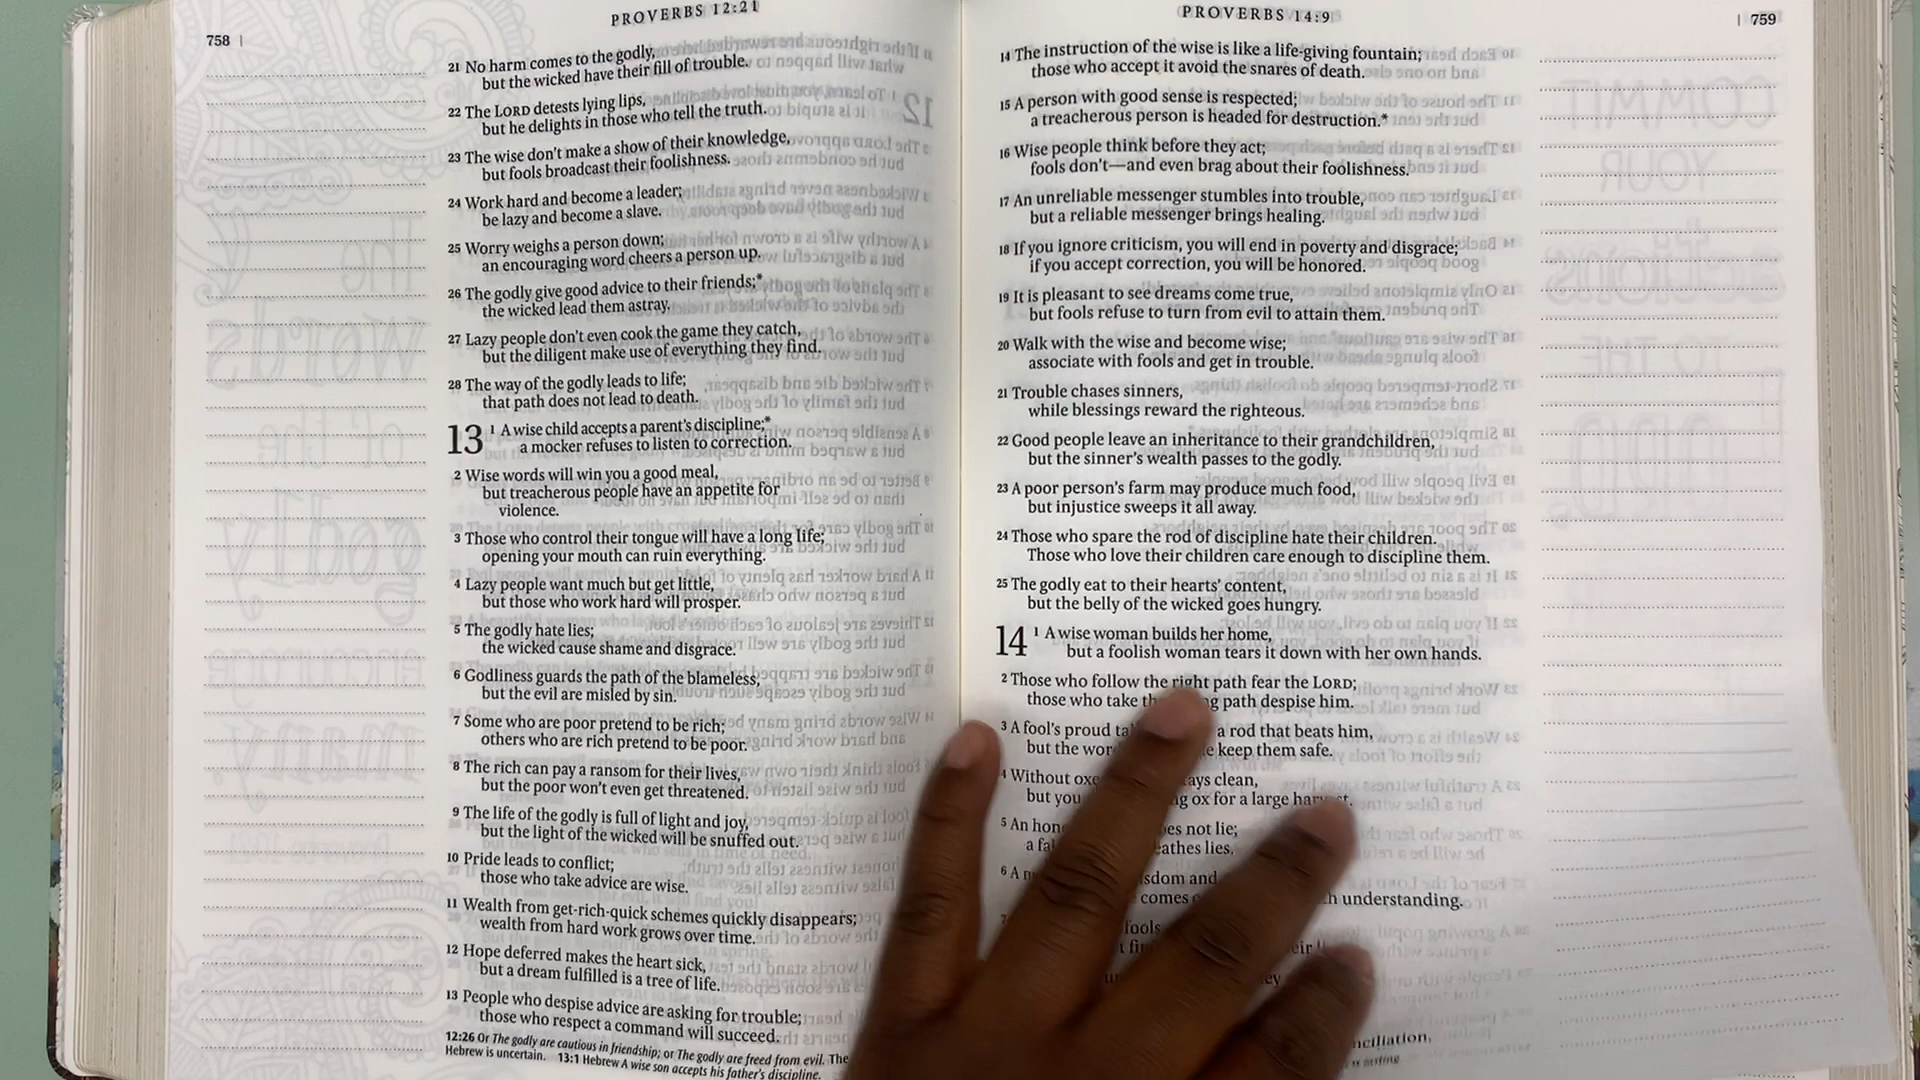 758 |
PROVERBS 12:21
21 No harm comes to the godly,
but the wicked have their fill of trouble.
22 The LORD detests lying lips,
but he delights in those who tell the truth.
23 The wise don't make a show of their knowledge,
but fools broadcast their foolishness.
24 Work hard and become a leader;
be lazy and become a slave.
25 Worry weighs a person down;
an encouraging word cheers a person up.
26 The godly give good advice to their friends;*
the wicked lead them astray.
27 Lazy people don't even cook the game they catch,
but the diligent make use of everything they find.
28 The way of the godly leads to life;
that path does not lead to death.
13 1 A wise child accepts a parent's discipline;*
a mocker refuses to listen to correction.
2 Wise words will win you a good meal,
but treacherous people have an appetite for
violence.
3 Those who control their tongue will have a long life;
opening your mouth can ruin everything.
4 Lazy people want much but get little,
but those who work hard will prosper.
5 The godly hate lies;
the wicked cause shame and disgrace.
6 Godliness guards the path of the blameless,
but the evil are misled by sin.
7 Some who are poor pretend to be rich;
others who are rich pretend to be poor.
8 The rich can pay a ransom for their lives,
but the poor won't even get threatened.
9 The life of the godly is full of light and joy,
but the light of the wicked will be snuffed out.
10 Pride leads to conflict;
those who take advice are wise.
11 Wealth from get-rich-quick schemes quickly disappears;
wealth from hard work grows over time.
12 Hope deferred makes the heart sick,
but a dream fulfilled is a tree of life.
13 People who despise advice are asking for trouble;
those who respect a command will succeed.
12:26 Or The godly are cautious in friendship; or The godly are freed from evil. The
Hebrew is uncertain. 13:1 Hebrew A wise son accepts his father's discipline.
PROVERBS 14:9
| 759
14 The instruction of the wise is like a life-giving fountain;
those who accept it avoid the snares of death.
15 A person with good sense is respected;
a treacherous person is headed for destruction.*
16 Wise people think before they act;
fools don't—and even brag about their foolishness.
17 An unreliable messenger stumbles into trouble,
but a reliable messenger brings healing.
18 If you ignore criticism, you will end in poverty and disgrace;
if you accept correction, you will be honored.
19 It is pleasant to see dreams come true,
but fools refuse to turn from evil to attain them.
20 Walk with the wise and become wise;
associate with fools and get in trouble.
21 Trouble chases sinners,
while blessings reward the righteous.
22 Good people leave an inheritance to their grandchildren,
but the sinner's wealth passes to the godly.
23 A poor person's farm may produce much food,
but injustice sweeps it all away.
24 Those who spare the rod of discipline hate their children.
Those who love their children care enough to discipline them.
25 The godly eat to their hearts' content,
but the belly of the wicked goes hungry.
14 1 A wise woman builds her home,
but a foolish woman tears it down with her own hands.
2 Those who follow the right path fear the LORD;
those who take path despise him.
3 A fool's proud a rod that beats him,
but the keep them safe.
4 Without clean,
but you ox for a large
5 An not lie;
a lies.
6 A and
comes understanding.
fools